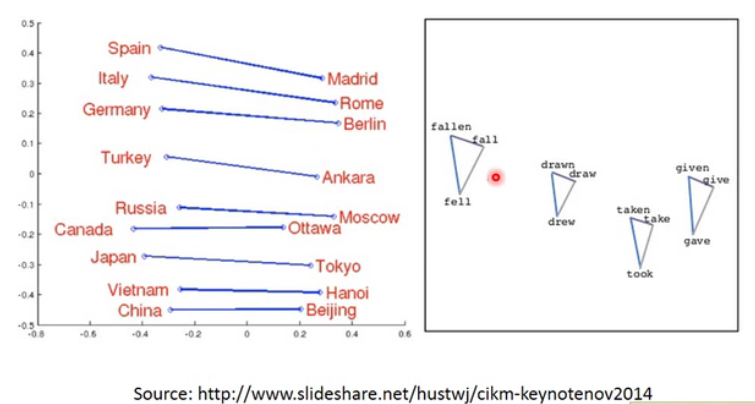 0.5
0.4
0.3
0.2
0.1
0
-0.1
-0.2
-0.3
-0.4
-0.5
-0.8
-0.6
-0.4
-0.2
0
0.2
0.4
0.6
Spain
Madrid
Italy
Rome
Germany
Berlin
Turkey
Ankara
Russia
Moscow
Canada
Ottawa
Japan
Tokyo
Vietnam
Hanoi
China
Beijing
fallen
fall
fell
drawn
draw
drew
taken
take
took
given
give
gave
Source: http://www.slideshare.net/hustwj/cikm-keynotenov2014